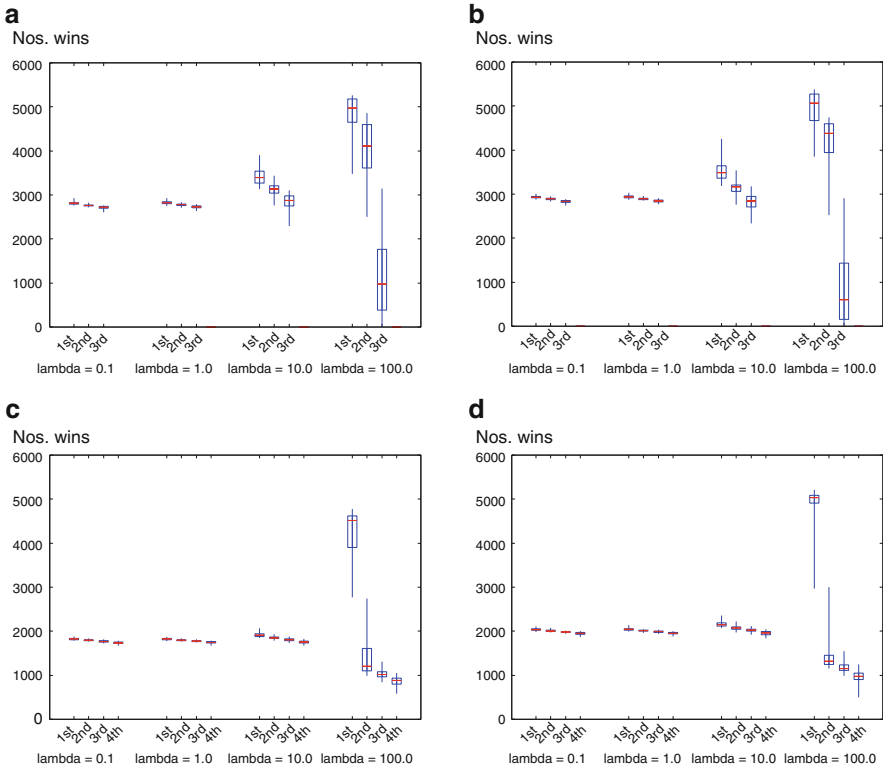 a
Nos. wins
6000
5000
4000
3000
2000
1000
0
1st 2nd 3rd 1st 2nd 3rd 1st 2nd 3rd 1st 2nd 3rd
lambda = 0.1 lambda = 1.0 lambda = 10.0 lambda = 100.0
b
Nos. wins
6000
5000
4000
3000
2000
1000
0
1st 2nd 3rd 1st 2nd 3rd 1st 2nd 3rd 1st 2nd 3rd
lambda = 0.1 lambda = 1.0 lambda = 10.0 lambda = 100.0
c
Nos. wins
6000
5000
4000
3000
2000
1000
0
1st 2nd 3rd 4th 1st 2nd 3rd 4th 1st 2nd 3rd 4th 1st 2nd 3rd 4th
lambda = 0.1 lambda = 1.0 lambda = 10.0 lambda = 100.0
d
Nos. wins
6000
5000
4000
3000
2000
1000
0
1st 2nd 3rd 4th 1st 2nd 3rd 4th 1st 2nd 3rd 4th 1st 2nd 3rd 4th
lambda = 0.1 lambda = 1.0 lambda = 10.0 lambda = 100.0